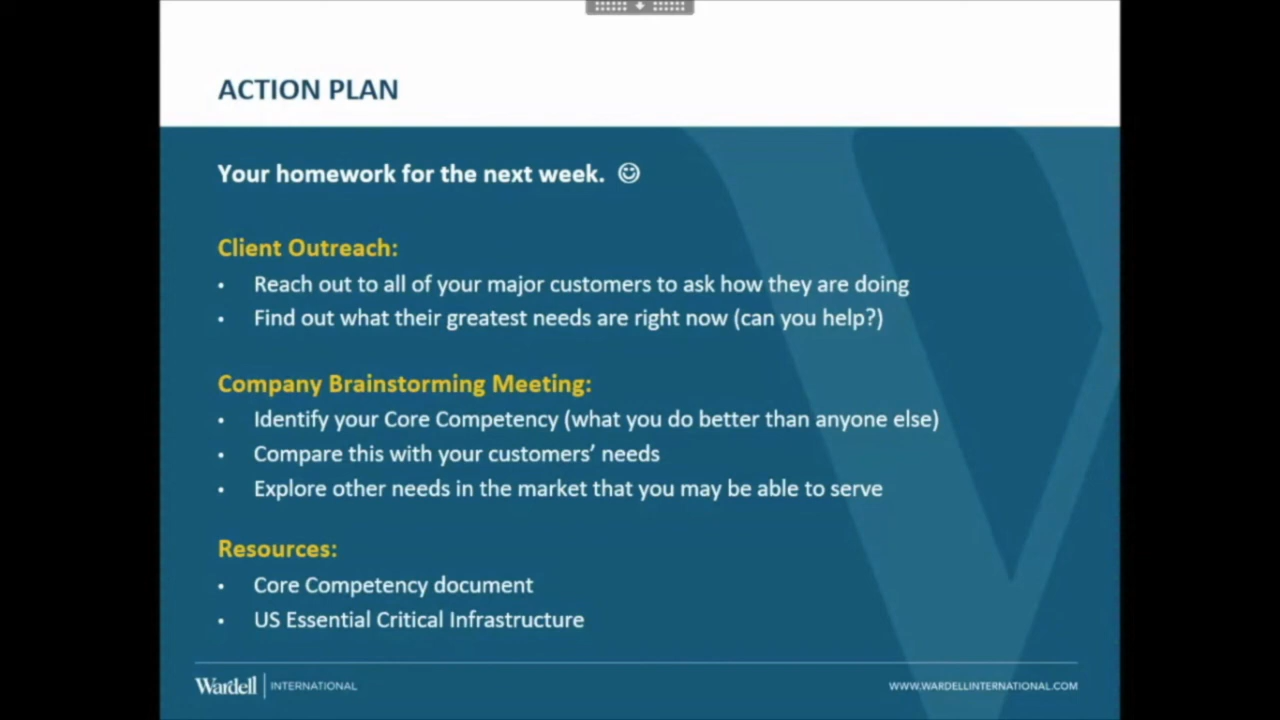 ACTION PLAN
Your homework for the next week. ☺
Client Outreach:
• Reach out to all of your major customers to ask how they are doing
• Find out what their greatest needs are right now (can you help?)
Company Brainstorming Meeting:
• Identify your Core Competency (what you do better than anyone else)
• Compare this with your customers’ needs
• Explore other needs in the market that you may be able to serve
Resources:
• Core Competency document
• US Essential Critical Infrastructure
Wardell | INTERNATIONAL
WWW.WARDELLINTERNATIONAL.COM